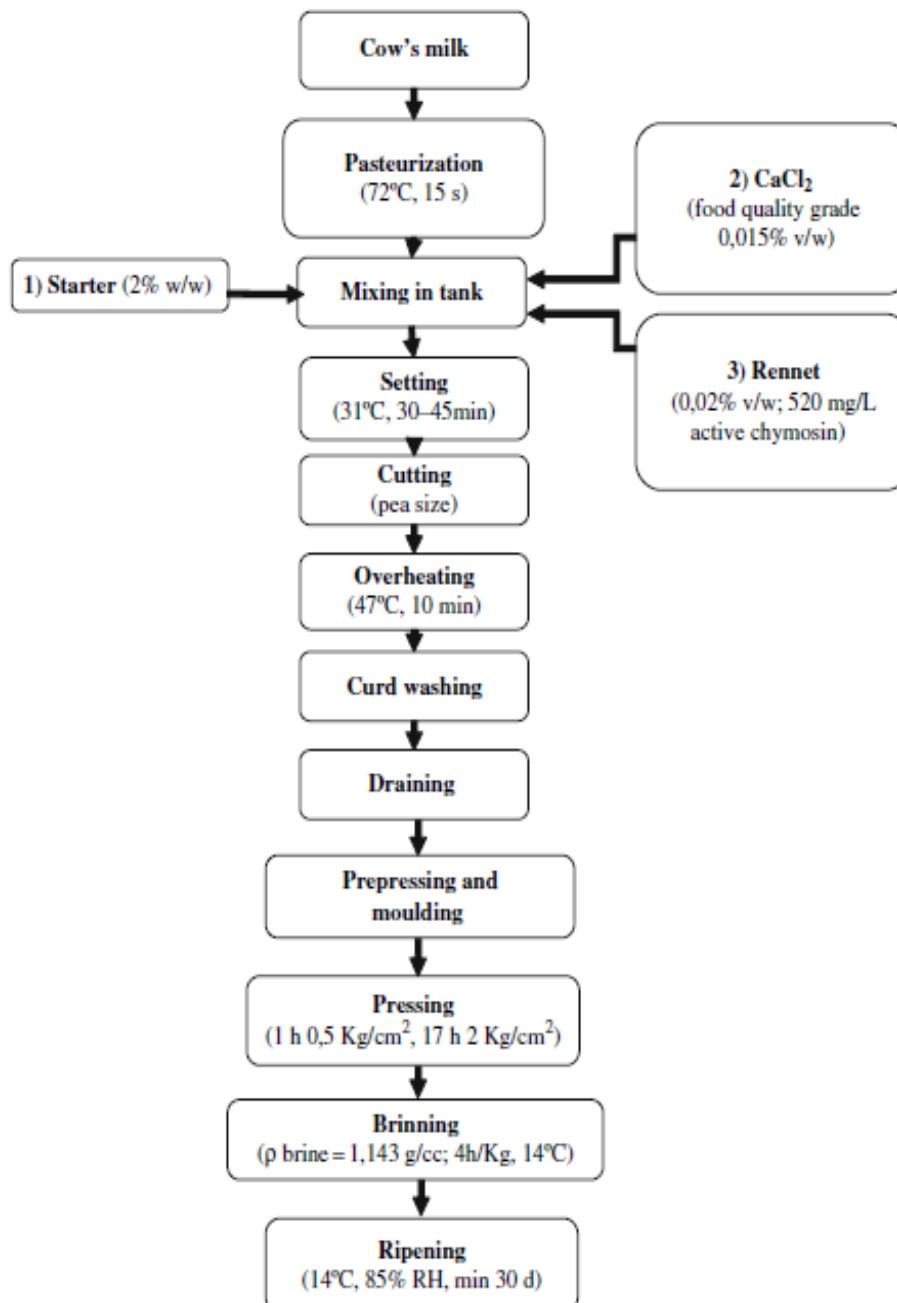 Cow's milk
Pasteurization
(72ºC, 15 s)
2) CaCl₂
(food quality grade
0,015% v/w)
1) Starter (2% w/w)
Mixing in tank
3) Rennet
(0,02% v/w; 520 mg/L
active chymosin)
Setting
(31ºC, 30–45min)
Cutting
(pea size)
Overheating
(47ºC, 10 min)
Curd washing
Draining
Prepressing and
moulding
Pressing
(1 h 0,5 Kg/cm², 17 h 2 Kg/cm²)
Brinning
(ρ brine = 1,143 g/cc; 4h/Kg, 14ºC)
Ripening
(14ºC, 85% RH, min 30 d)